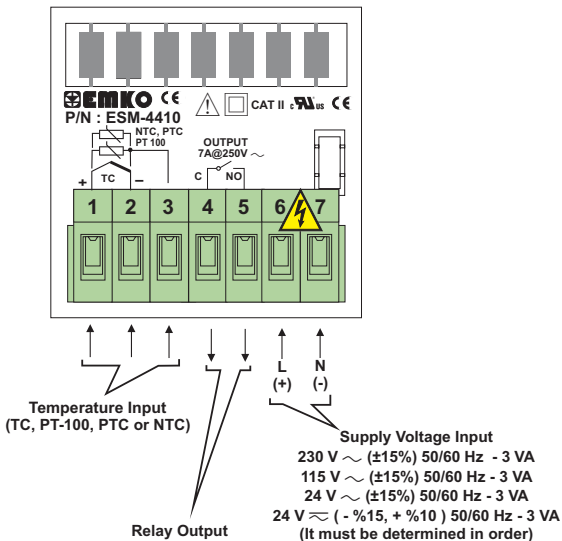 EMKO CE
CAT II c UL us CE
P/N : ESM-4410
NTC, PTC
PT 100
OUTPUT
7A@250V ~
TC
+ −
C NO
1 2 3 4 5 6 7
L N
(+) (-)
Temperature Input
(TC, PT-100, PTC or NTC)
Supply Voltage Input
230 V ~ (±15%) 50/60 Hz - 3 VA
115 V ~ (±15%) 50/60 Hz - 3 VA
24 V ~ (±15%) 50/60 Hz - 3 VA
24 V ⏦ ( - %15, + %10 ) 50/60 Hz - 3 VA
(It must be determined in order)
Relay Output